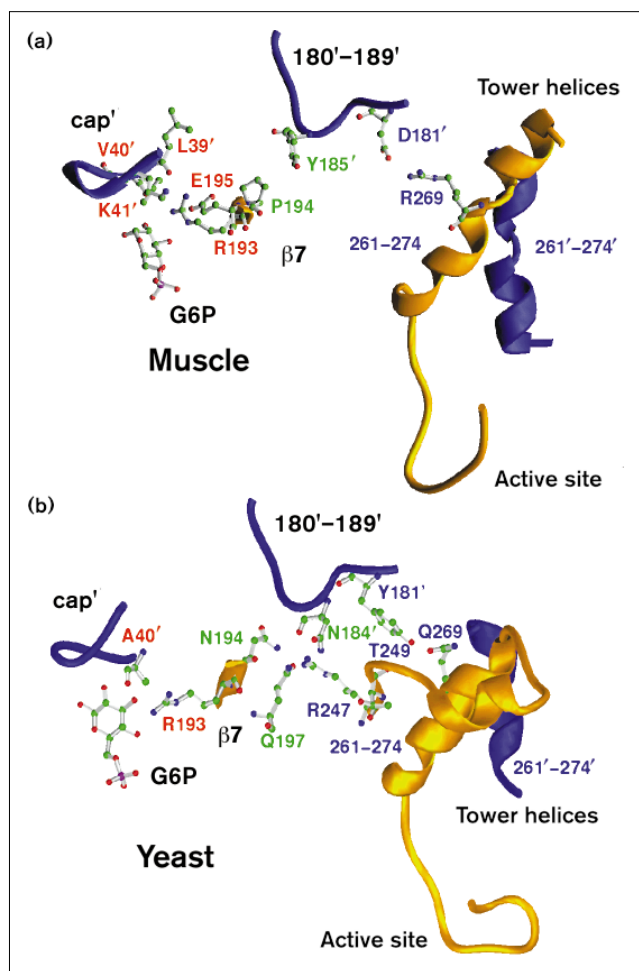 (a)
180'–189'
Tower helices
cap'
D181'
V40'
L39'
Y185'
E195
K41'
P194
R269
R193
261–274
261'–274'
β7
G6P
Muscle
Active site
(b)
180'–189'
cap'
Y181'
A40'
N194
N184'
Q269
T249
R193
R247
β7
Q197
261–274
G6P
261'–274'
Tower helices
Yeast
Active site